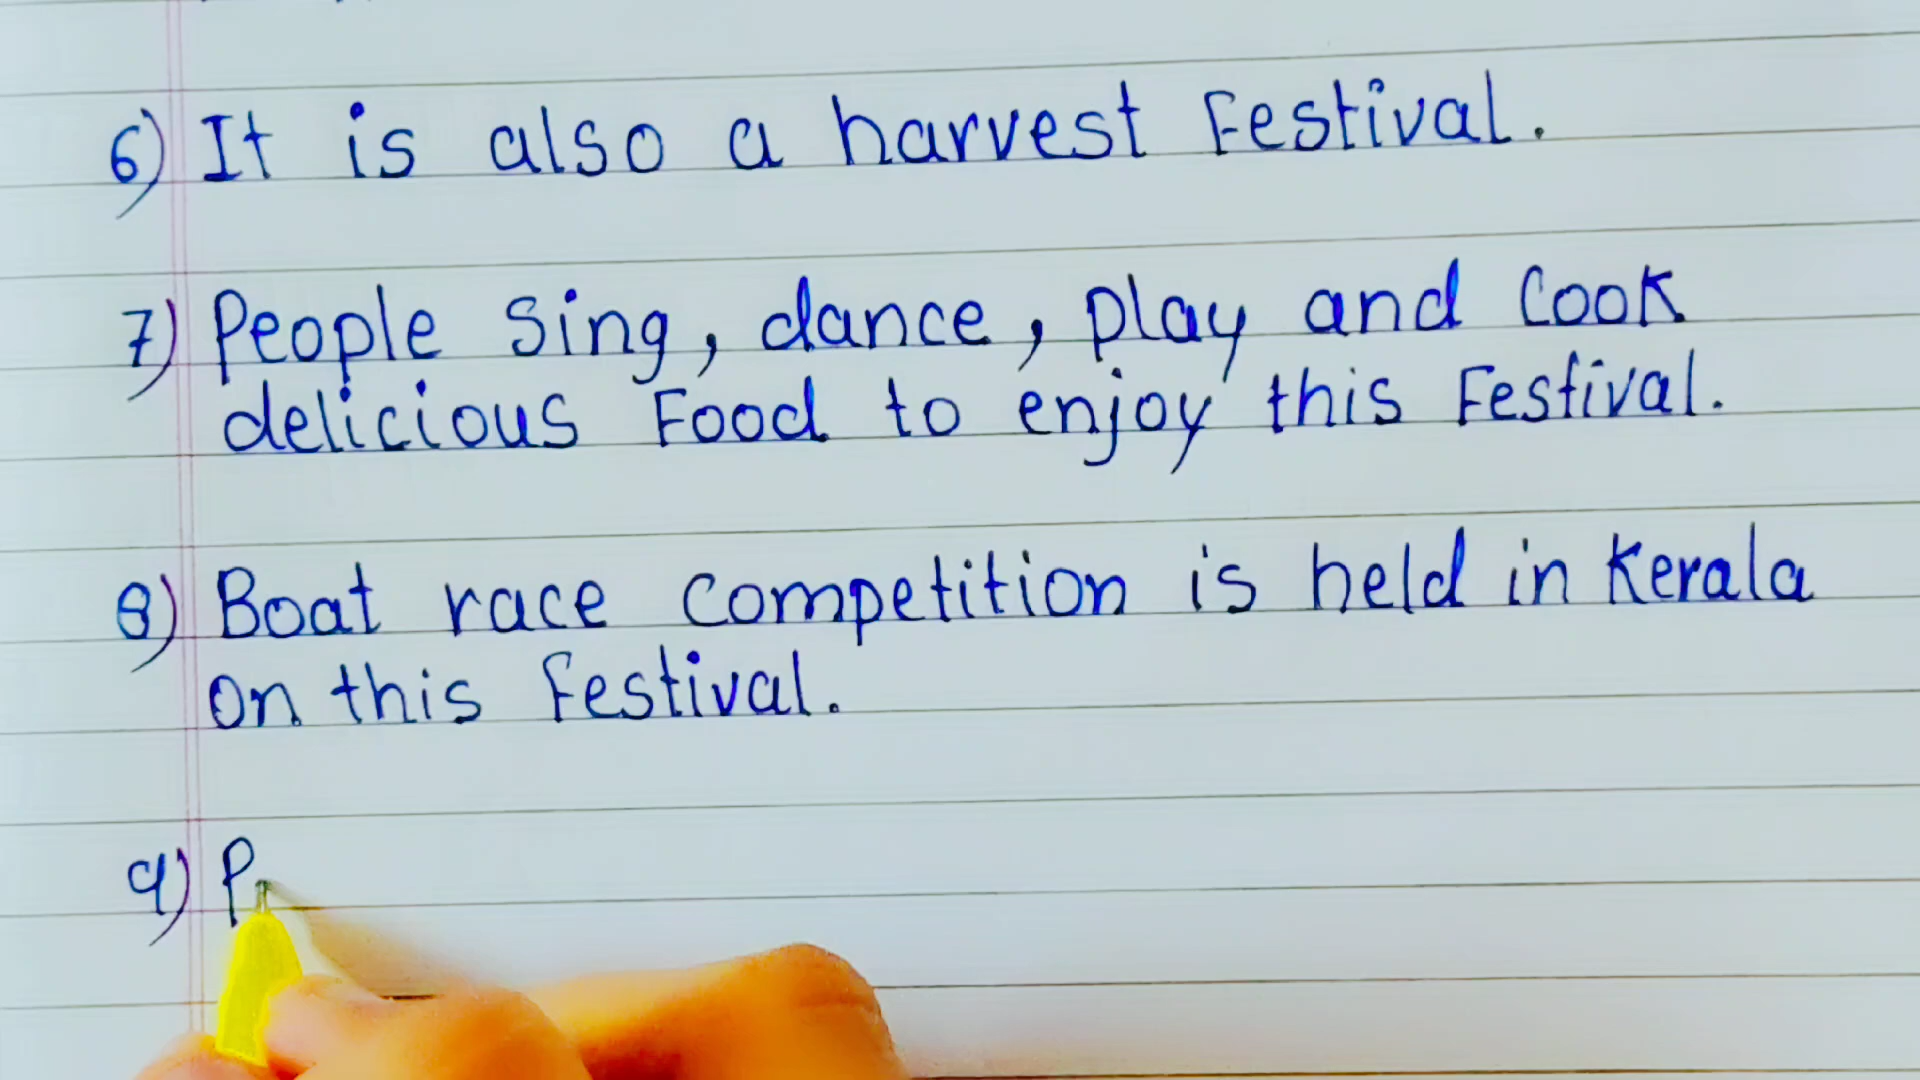 6) It is also a harvest Festival.
7) People sing, dance, play and Cook
delicious Food to enjoy this Festival.
8) Boat race competition is held in Kerala
on this Festival.
9) P